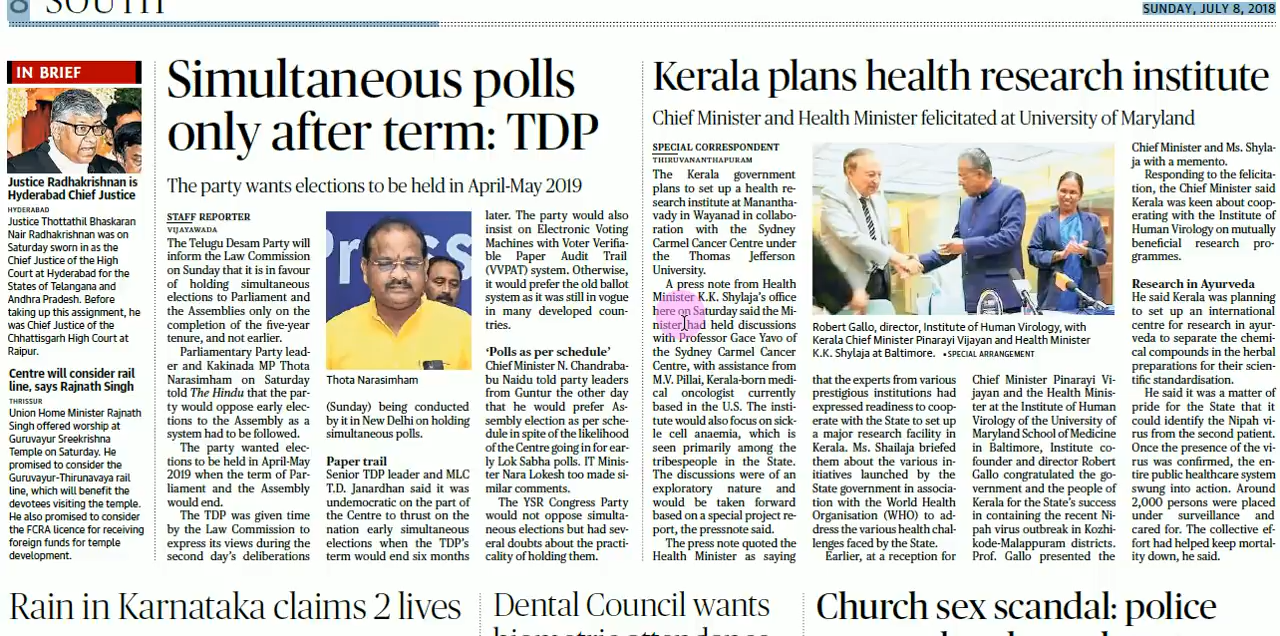 8 SOUTH
SUNDAY, JULY 8, 2018
IN BRIEF
Justice Radhakrishnan is
Hyderabad Chief Justice
HYDERABAD
Justice Thottathil Bhaskaran
Nair Radhakrishnan was on
Saturday sworn in as the
Chief Justice of the High
Court at Hyderabad for the
States of Telangana and
Andhra Pradesh. Before
taking up this assignment, he
was Chief Justice of the
Chhattisgarh High Court at
Raipur.
Centre will consider rail
line, says Rajnath Singh
THRISSUR
Union Home Minister Rajnath
Singh offered worship at
Guruvayur Sreekrishna
Temple on Saturday. He
promised to consider the
Guruvayur-Thirunavaya rail
line, which will benefit the
devotees visiting the temple.
He also promised to consider
the FCRA licence for receiving
foreign funds for temple
development.
Simultaneous polls
only after term: TDP
The party wants elections to be held in April-May 2019
STAFF REPORTER
VIJAYAWADA
The Telugu Desam Party will
inform the Law Commission
on Sunday that it is in favour
of holding simultaneous
elections to Parliament and
the Assemblies only on the
completion of the five-year
tenure, and not earlier.
Parliamentary Party lead-
er and Kakinada MP Thota
Narasimham on Saturday
told The Hindu that the par-
ty would oppose early elec-
tions to the Assembly as a
system had to be followed.
The party wanted elec-
tions to be held in April-May
2019 when the term of Par-
liament and the Assembly
would end.
The TDP was given time
by the Law Commission to
express its views during the
second day's deliberations
Press
Thota Narasimham
(Sunday) being conducted
by it in New Delhi on holding
simultaneous polls.
Paper trail
Senior TDP leader and MLC
T.D. Janardhan said it was
undemocratic on the part of
the Centre to thrust on the
nation early simultaneous
elections when the TDP's
term would end six months
later. The party would also
insist on Electronic Voting
Machines with Voter Verifia-
ble Paper Audit Trail
(VVPAT) system. Otherwise,
it would prefer the old ballot
system as it was still in vogue
in many developed coun-
tries.
'Polls as per schedule'
Chief Minister N. Chandraba-
bu Naidu told party leaders
from Guntur the other day
that he would prefer As-
sembly election as per sche-
dule in spite of the likelihood
of the Centre going in for ear-
ly Lok Sabha polls. IT Minis-
ter Nara Lokesh too made si-
milar comments.
The YSR Congress Party
would not oppose simulta-
neous elections but had sev-
eral doubts about the practi-
cality of holding them.
Kerala plans health research institute
Chief Minister and Health Minister felicitated at University of Maryland
SPECIAL CORRESPONDENT
THIRUVANANTHAPURAM
The Kerala government
plans to set up a health re-
search institute at Manantha-
vady in Wayanad in collabo-
ration with the Sydney
Carmel Cancer Centre under
the Thomas Jefferson
University.
A press note from Health
Minister K.K. Shylaja's office
here on Saturday said the Mi-
nister had held discussions
with Professor Gace Yavo of
the Sydney Carmel Cancer
Centre, with assistance from
M.V. Pillai, Kerala-born medi-
cal oncologist currently
based in the U.S. The insti-
tute would also focus on sick-
le cell anaemia, which is
seen primarily among the
tribespeople in the State.
The discussions were of an
exploratory nature and
would be taken forward
based on a special project re-
port, the pressnote said.
The press note quoted the
Health Minister as saying
Robert Gallo, director, Institute of Human Virology, with
Kerala Chief Minister Pinarayi Vijayan and Health Minister
K.K. Shylaja at Baltimore. •SPECIAL ARRANGEMENT
that the experts from various
prestigious institutions had
expressed readiness to coop-
erate with the State to set up
a major research facility in
Kerala. Ms. Shailaja briefed
them about the various in-
itiatives launched by the
State government in associa-
tion with the World Health
Organisation (WHO) to ad-
dress the various health chal-
lenges faced by the State.
Earlier, at a reception for
Chief Minister Pinarayi Vi-
jayan and the Health Minis-
ter at the Institute of Human
Virology of the University of
Maryland School of Medicine
in Baltimore, Institute co-
founder and director Robert
Gallo congratulated the go-
vernment and the people of
Kerala for the State's success
in containing the recent Ni-
pah virus outbreak in Kozhi-
kode-Malappuram districts.
Prof. Gallo presented the
Chief Minister and Ms. Shyla-
ja with a memento.
Responding to the felicita-
tion, the Chief Minister said
Kerala was keen about coop-
erating with the Institute of
Human Virology on mutually
beneficial research pro-
grammes.
Research in Ayurveda
He said Kerala was planning
to set up an international
centre for research in ayur-
veda to separate the chemi-
cal compounds in the herbal
preparations for their scien-
tific standardisation.
He said it was a matter of
pride for the State that it
could identify the Nipah vi-
rus from the second patient.
Once the presence of the vi-
rus was confirmed, the en-
tire public healthcare system
swung into action. Around
2,000 persons were placed
under surveillance and
cared for. The collective ef-
fort had helped keep mortal-
ity down, he said.
Rain in Karnataka claims 2 lives
Dental Council wants
biometric attendance
Church sex scandal: police